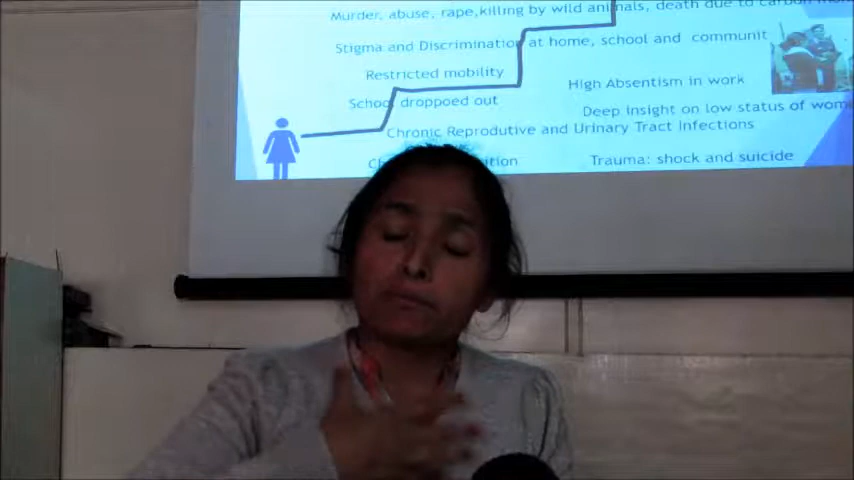 Murder, abuse, rape,killing by wild animals, death due to carbon
Stigma and Discrimination at home, school and communit
Restricted mobility
High Absentism in work
School droppoed out
Deep insight on low status of wome
Chronic Reproductive and Urinary Tract Infections
Trauma: shock and suicide